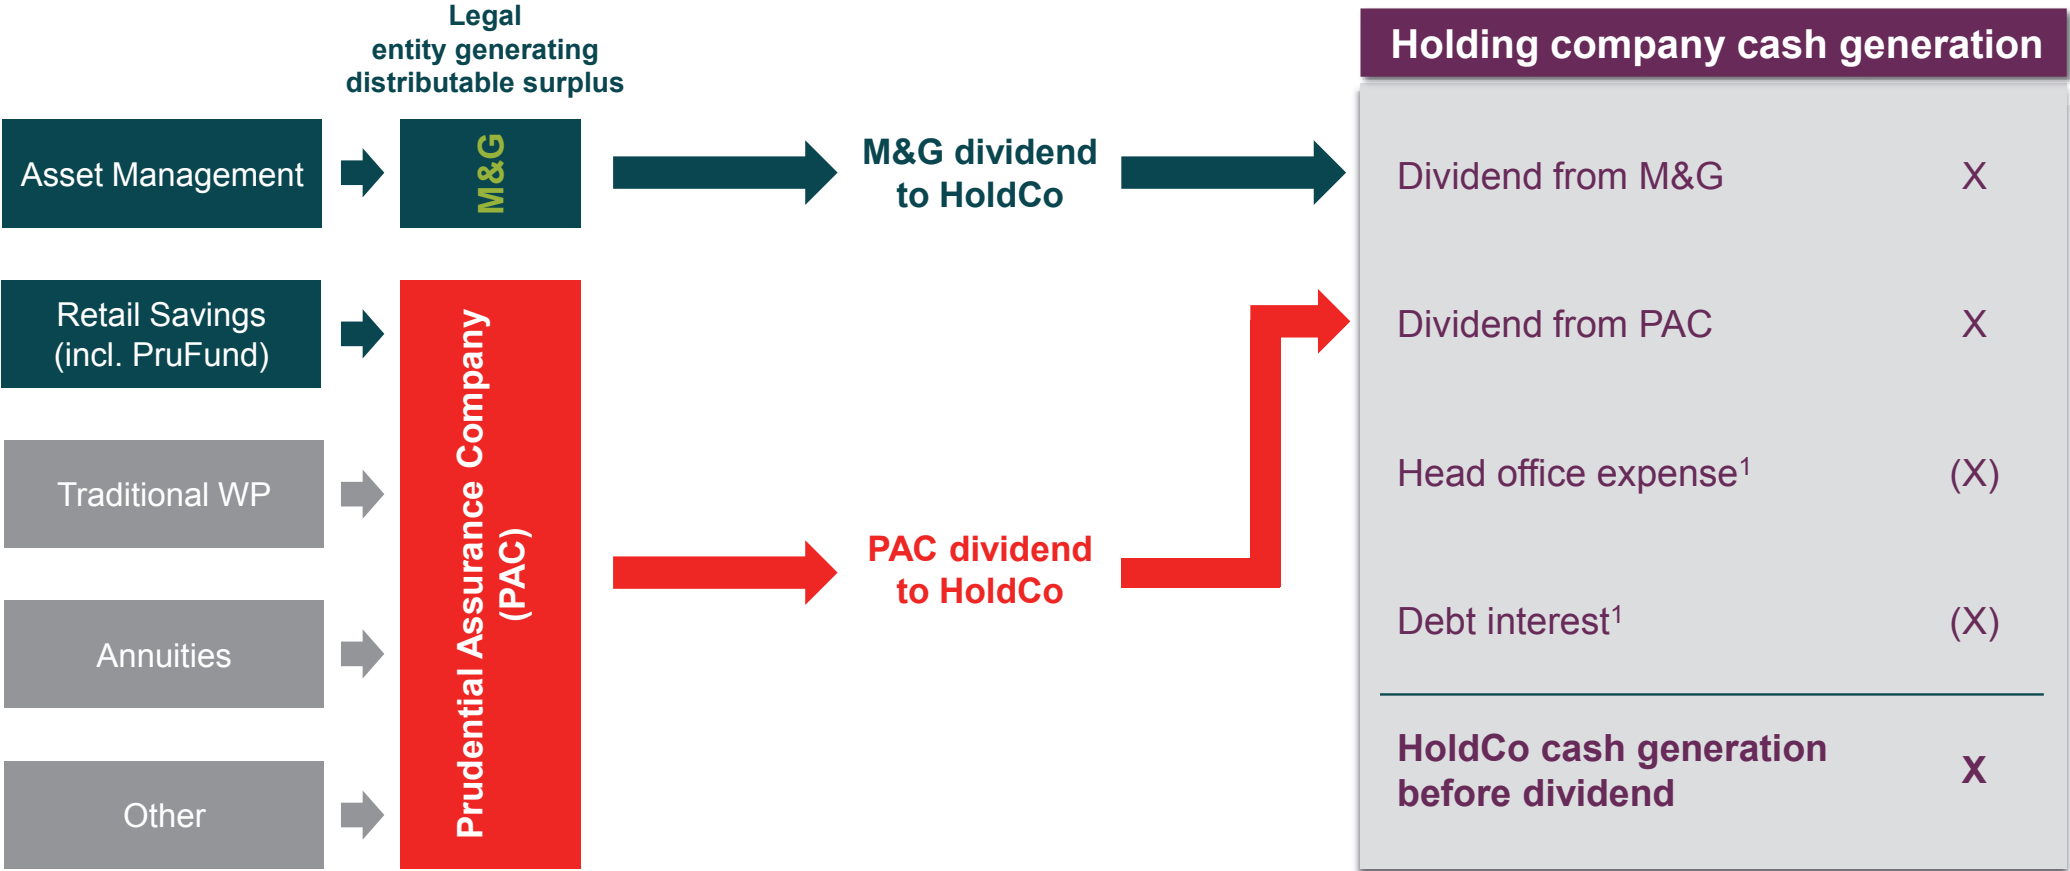 Legal
entity generating
distributable surplus
Holding company cash generation
Asset Management
M&G
M&G dividend
to HoldCo
Dividend from M&G X
Retail Savings
(incl. PruFund)
Prudential Assurance Company
(PAC)
Dividend from PAC X
Traditional WP
Head office expense¹ (X)
PAC dividend
to HoldCo
Annuities
Debt interest¹ (X)
Other
HoldCo cash generation
before dividend X